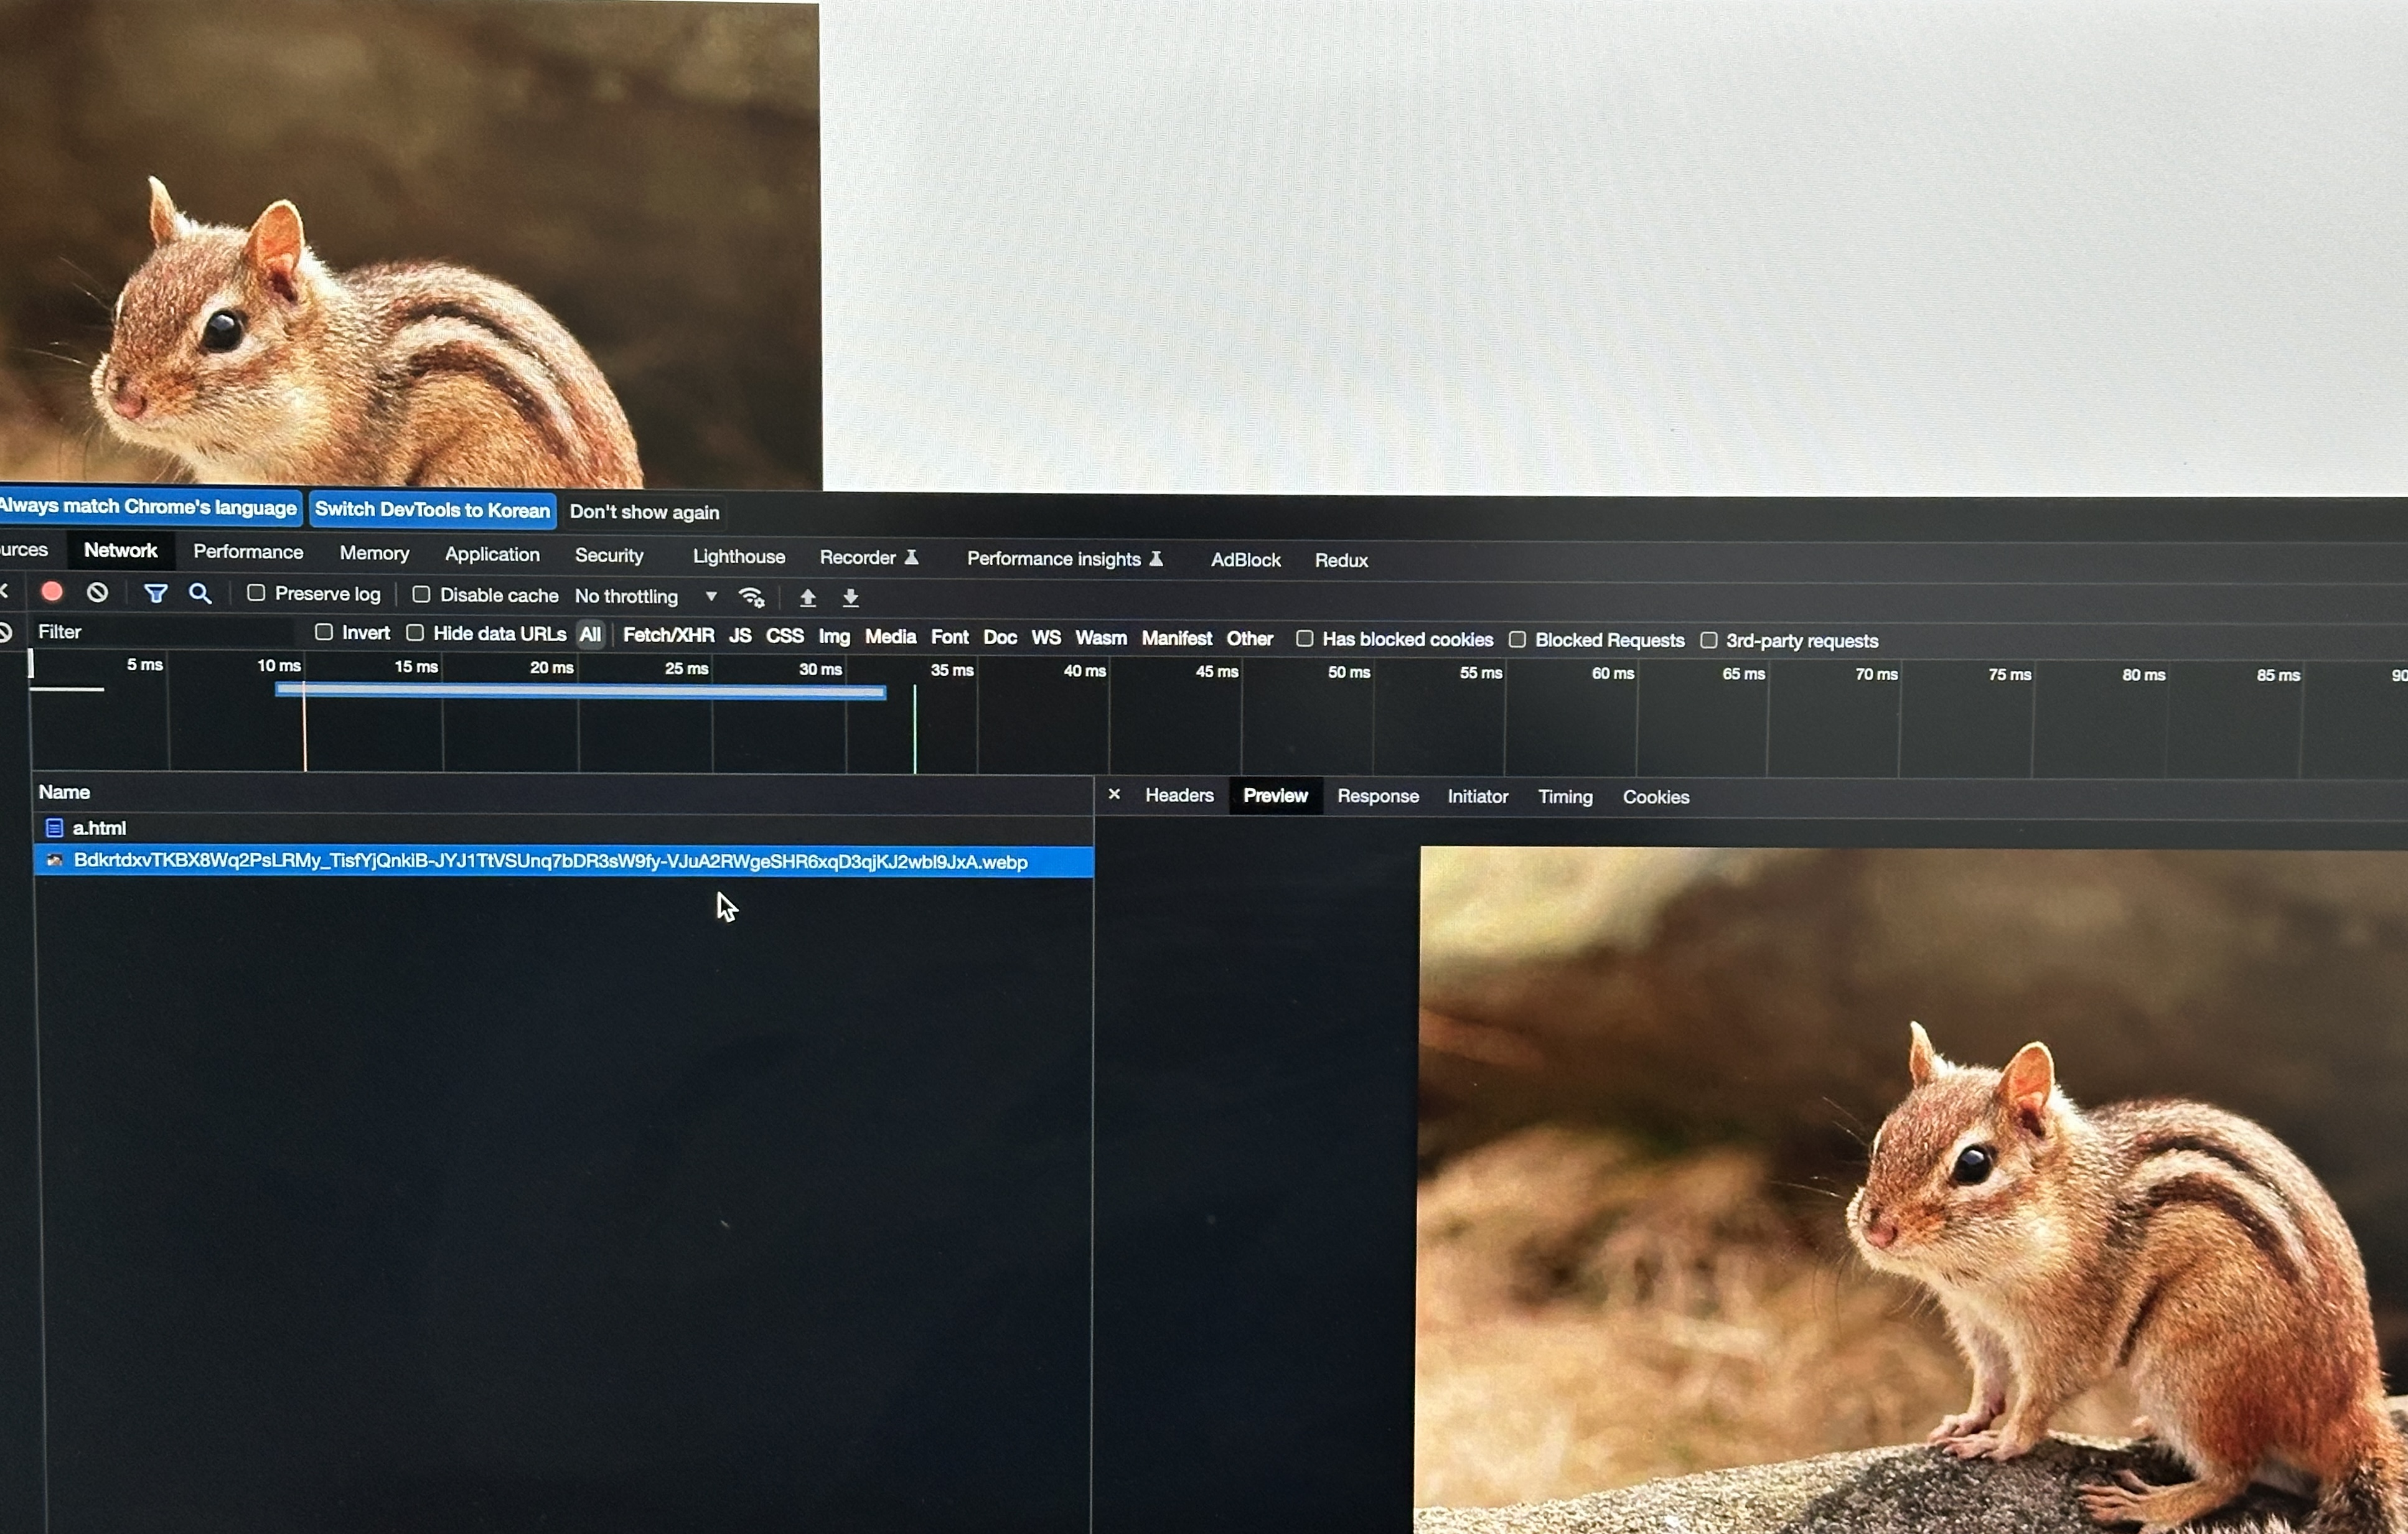 Always match Chrome's language Switch DevTools to Korean Don't show again
urces Network Performance Memory Application Security Lighthouse Recorder Performance insights AdBlock Redux
Preserve log Disable cache No throttling
Filter Invert Hide data URLs All Fetch/XHR JS CSS Img Media Font Doc WS Wasm Manifest Other Has blocked cookies Blocked Requests 3rd-party requests
5 ms 10 ms 15 ms 20 ms 25 ms 30 ms 35 ms 40 ms 45 ms 50 ms 55 ms 60 ms 65 ms 70 ms 75 ms 80 ms 85 ms 90
Name
× Headers Preview Response Initiator Timing Cookies
a.html
BdkrtdxvTKBX8Wq2PsLRMy_TisfYjQnkiB-JYJ1TtVSUnq7bDR3sW9fy-VJuA2RWgeSHR6xqD3qjKJ2wbl9JxA.webp